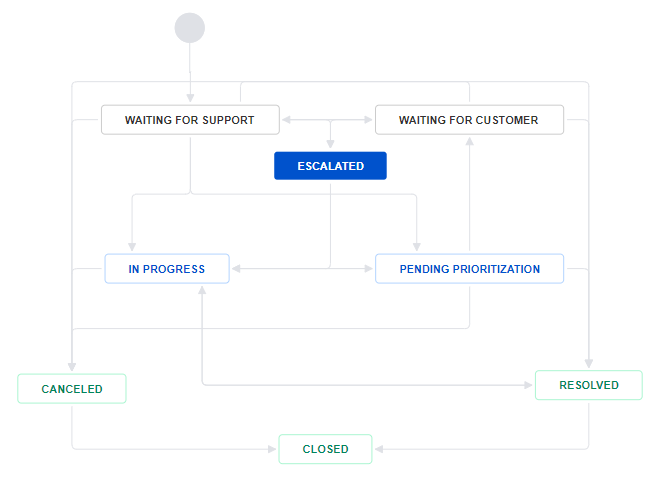 WAITING FOR SUPPORT
WAITING FOR CUSTOMER
ESCALATED
IN PROGRESS
PENDING PRIORITIZATION
CANCELED
RESOLVED
CLOSED